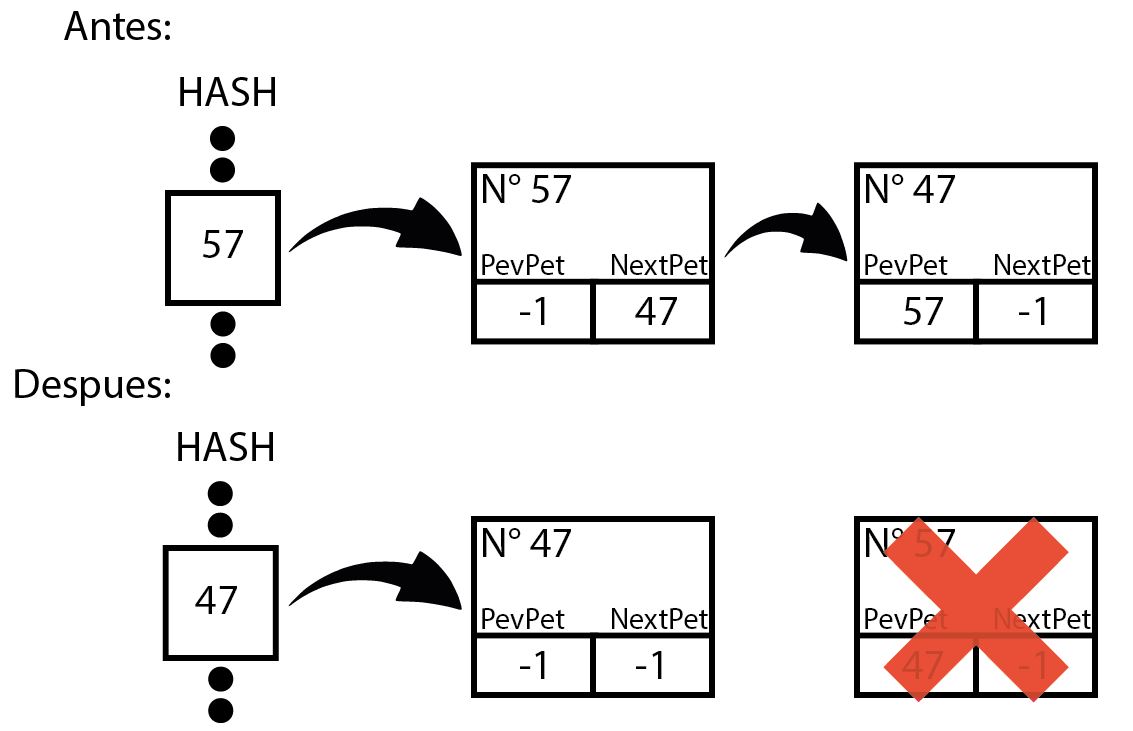 Antes:
HASH
57
N° 57
PevPet NextPet
-1 47
N° 47
PevPet NextPet
57 -1
Despues:
HASH
47
N° 47
PevPet NextPet
-1 -1
N° 57
PevPet NextPet
47 -1